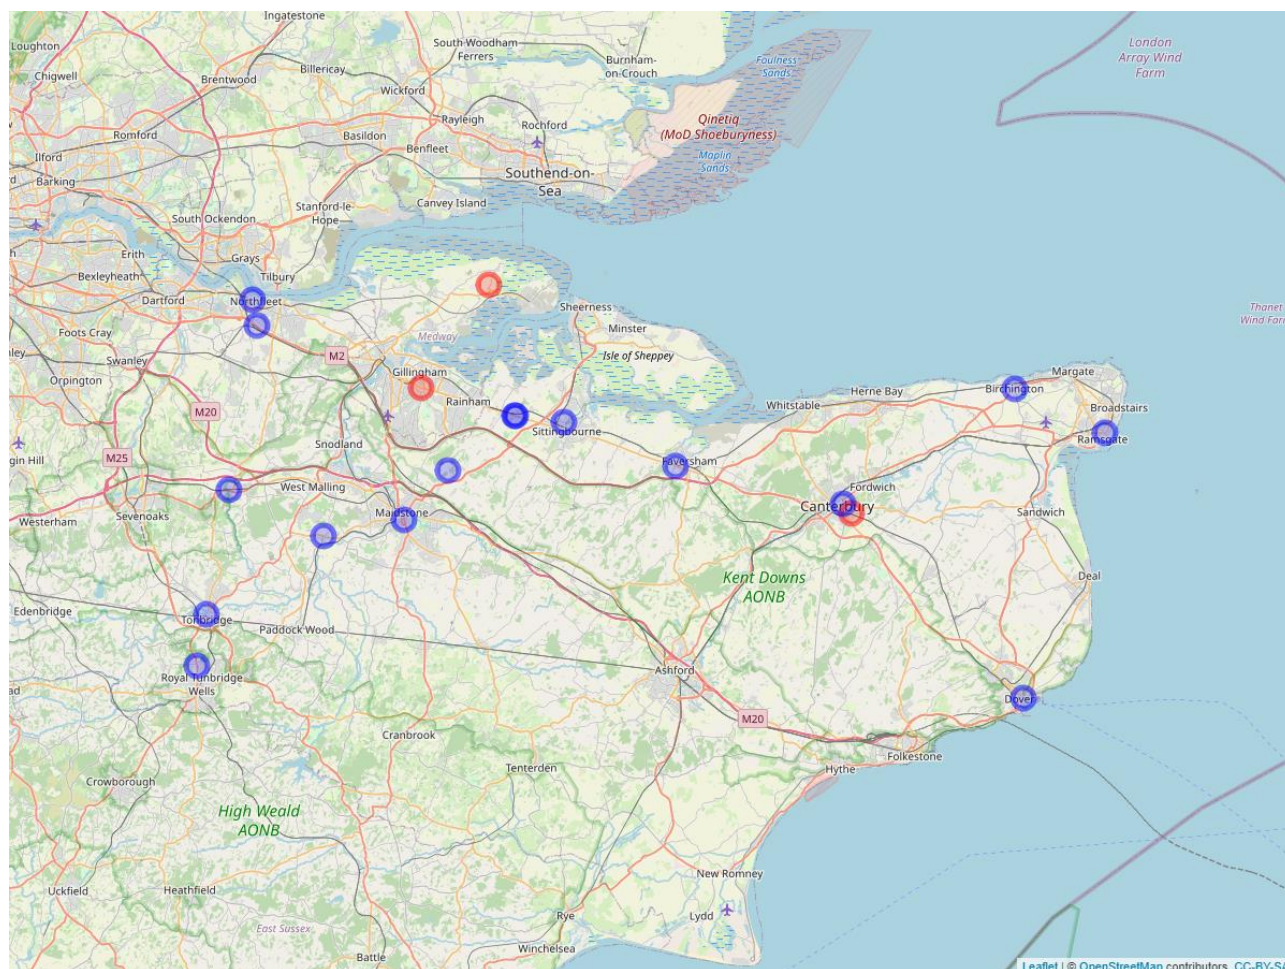 Ingatestone
Loughton
South Woodham
Ferrers
Burnham-
on-Crouch
London
Array Wind
Farm
Chigwell
Brentwood
Billericay
Wickford
Foulness
Sands
Romford
Rayleigh
Rochford
Qinetiq
(MoD Shoeburyness)
Basildon
Benfleet
Ilford
Barking
Maplin
Sands
Southend-on-
Sea
Stanford-le
Hope
Canvey Island
South Ockendon
Erith
Grays
Bexleyheath
Tilbury
Dartford
Northfleet
Sheerness
Thanet
Foots Cray
Medway
Minster
M2
Isle of Sheppey
Swanley
Gillingham
Margate
Orpington
Herne Bay
Birchington
Rainham
Whitstable
Broadstairs
M20
Sittingbourne
Ramsgate
Snodland
M25
Faversham
West Malling
Fordwich
Sevenoaks
Canterbury
Westerham
Maidstone
Sandwich
Kent Downs
AONB
Deal
Edenbridge
Tonbridge
Paddock Wood
Ashford
Royal Tunbridge
Wells
Dover
M20
Cranbrook
Folkestone
Tenterden
Hythe
Crowborough
High Weald
AONB
New Romney
Uckfield
Heathfield
Rye
Lydd
East Sussex
Winchelsea
Battle
Leaflet | © OpenStreetMap contributors, CC-BY-SA